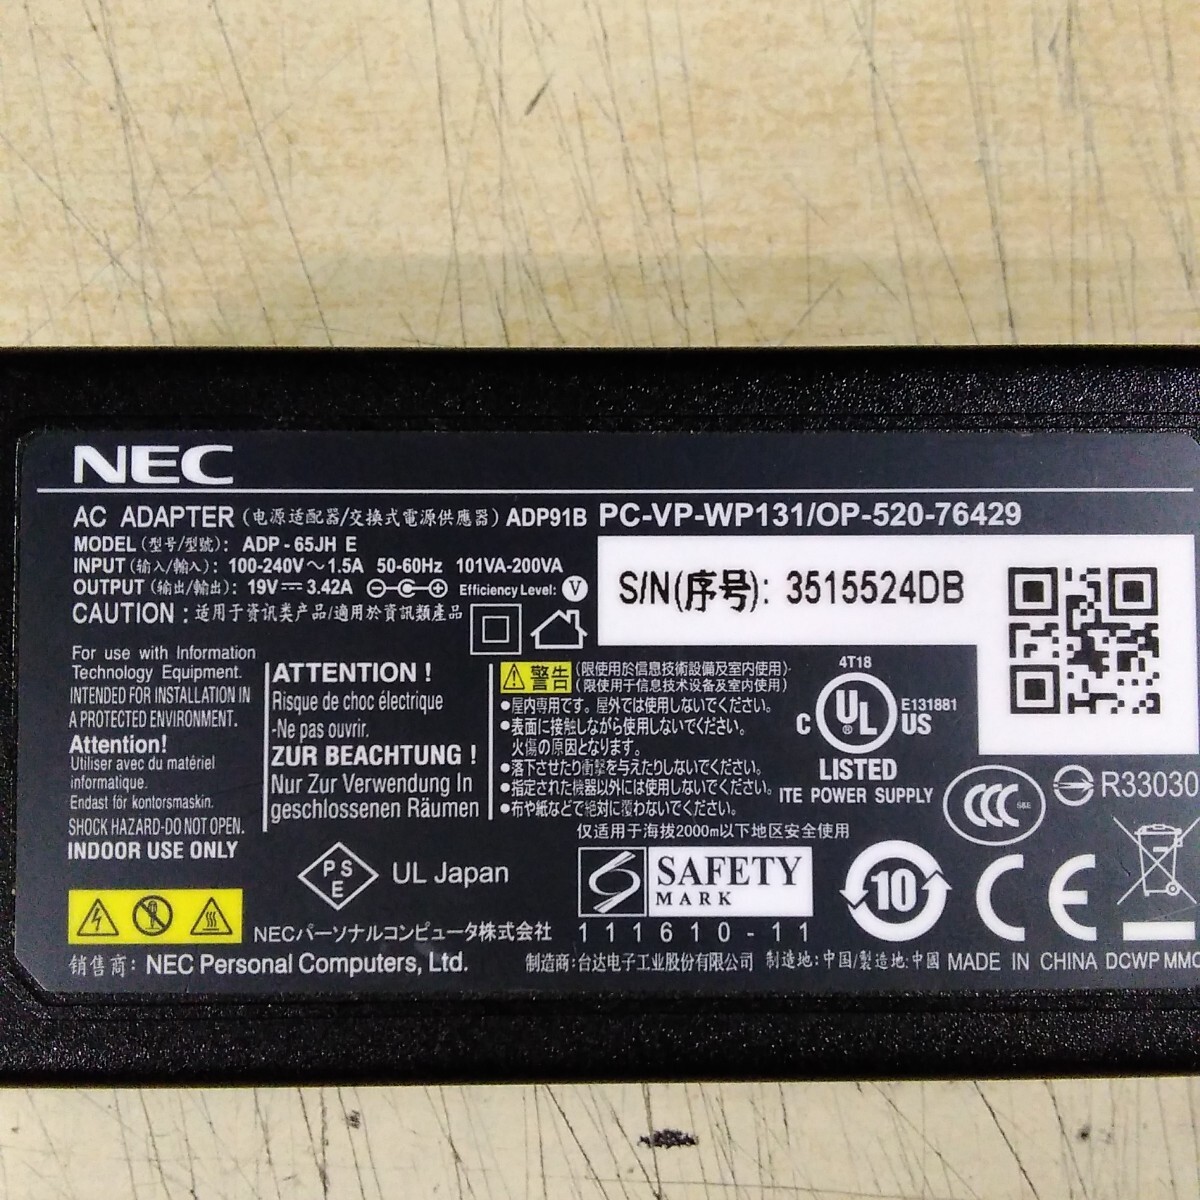 NEC
AC ADAPTER (电源适配器/交換式電源供應器) ADP91B PC-VP-WP131/OP-520-76429
MODEL (型号/型號): ADP-65JH E
INPUT (输入/輸入): 100-240V～1.5A 50-60Hz 101VA-200VA
OUTPUT (输出/輸出): 19V⎓3.42A Efficiency Level: V
CAUTION : 适用于资讯类产品/適用於資訊類產品
S/N(序号): 3515524DB
For use with Information
Technology Equipment.
INTENDED FOR INSTALLATION IN
A PROTECTED ENVIRONMENT.
Attention!
Utiliser avec du matériel
informatique.
Endast för kontorsmaskin.
SHOCK HAZARD-DO NOT OPEN.
INDOOR USE ONLY
ATTENTION !
Risque de choc électrique
-Ne pas ouvrir.
ZUR BEACHTUNG !
Nur Zur Verwendung In
geschlossenen Räumen
警告 (限使用於信息技術設備及室内使用)
(限使用于信息技术设备及室内使用)
●屋内専用です。屋外では使用しないでください。
●表面に接触しながら使用しないでください。
火傷の原因となります。
●落下させたり衝撃を与えたりしないでください。
●指定された機器以外には使用しないでください。
●布や紙などで絶対に覆わないでください。
仅适用于海拔2000m以下地区安全使用
4T18
C UL ® US E131881
LISTED
ITE POWER SUPPLY
CCC S&E
R33030
PSE UL Japan
SAFETY
MARK
111610-11
10
CE
NECパーソナルコンピュータ株式会社
销售商: NEC Personal Computers, Ltd. 制造商:台达电子工业股份有限公司 制造地:中国/製造地:中國 MADE IN CHINA DCWP MMC